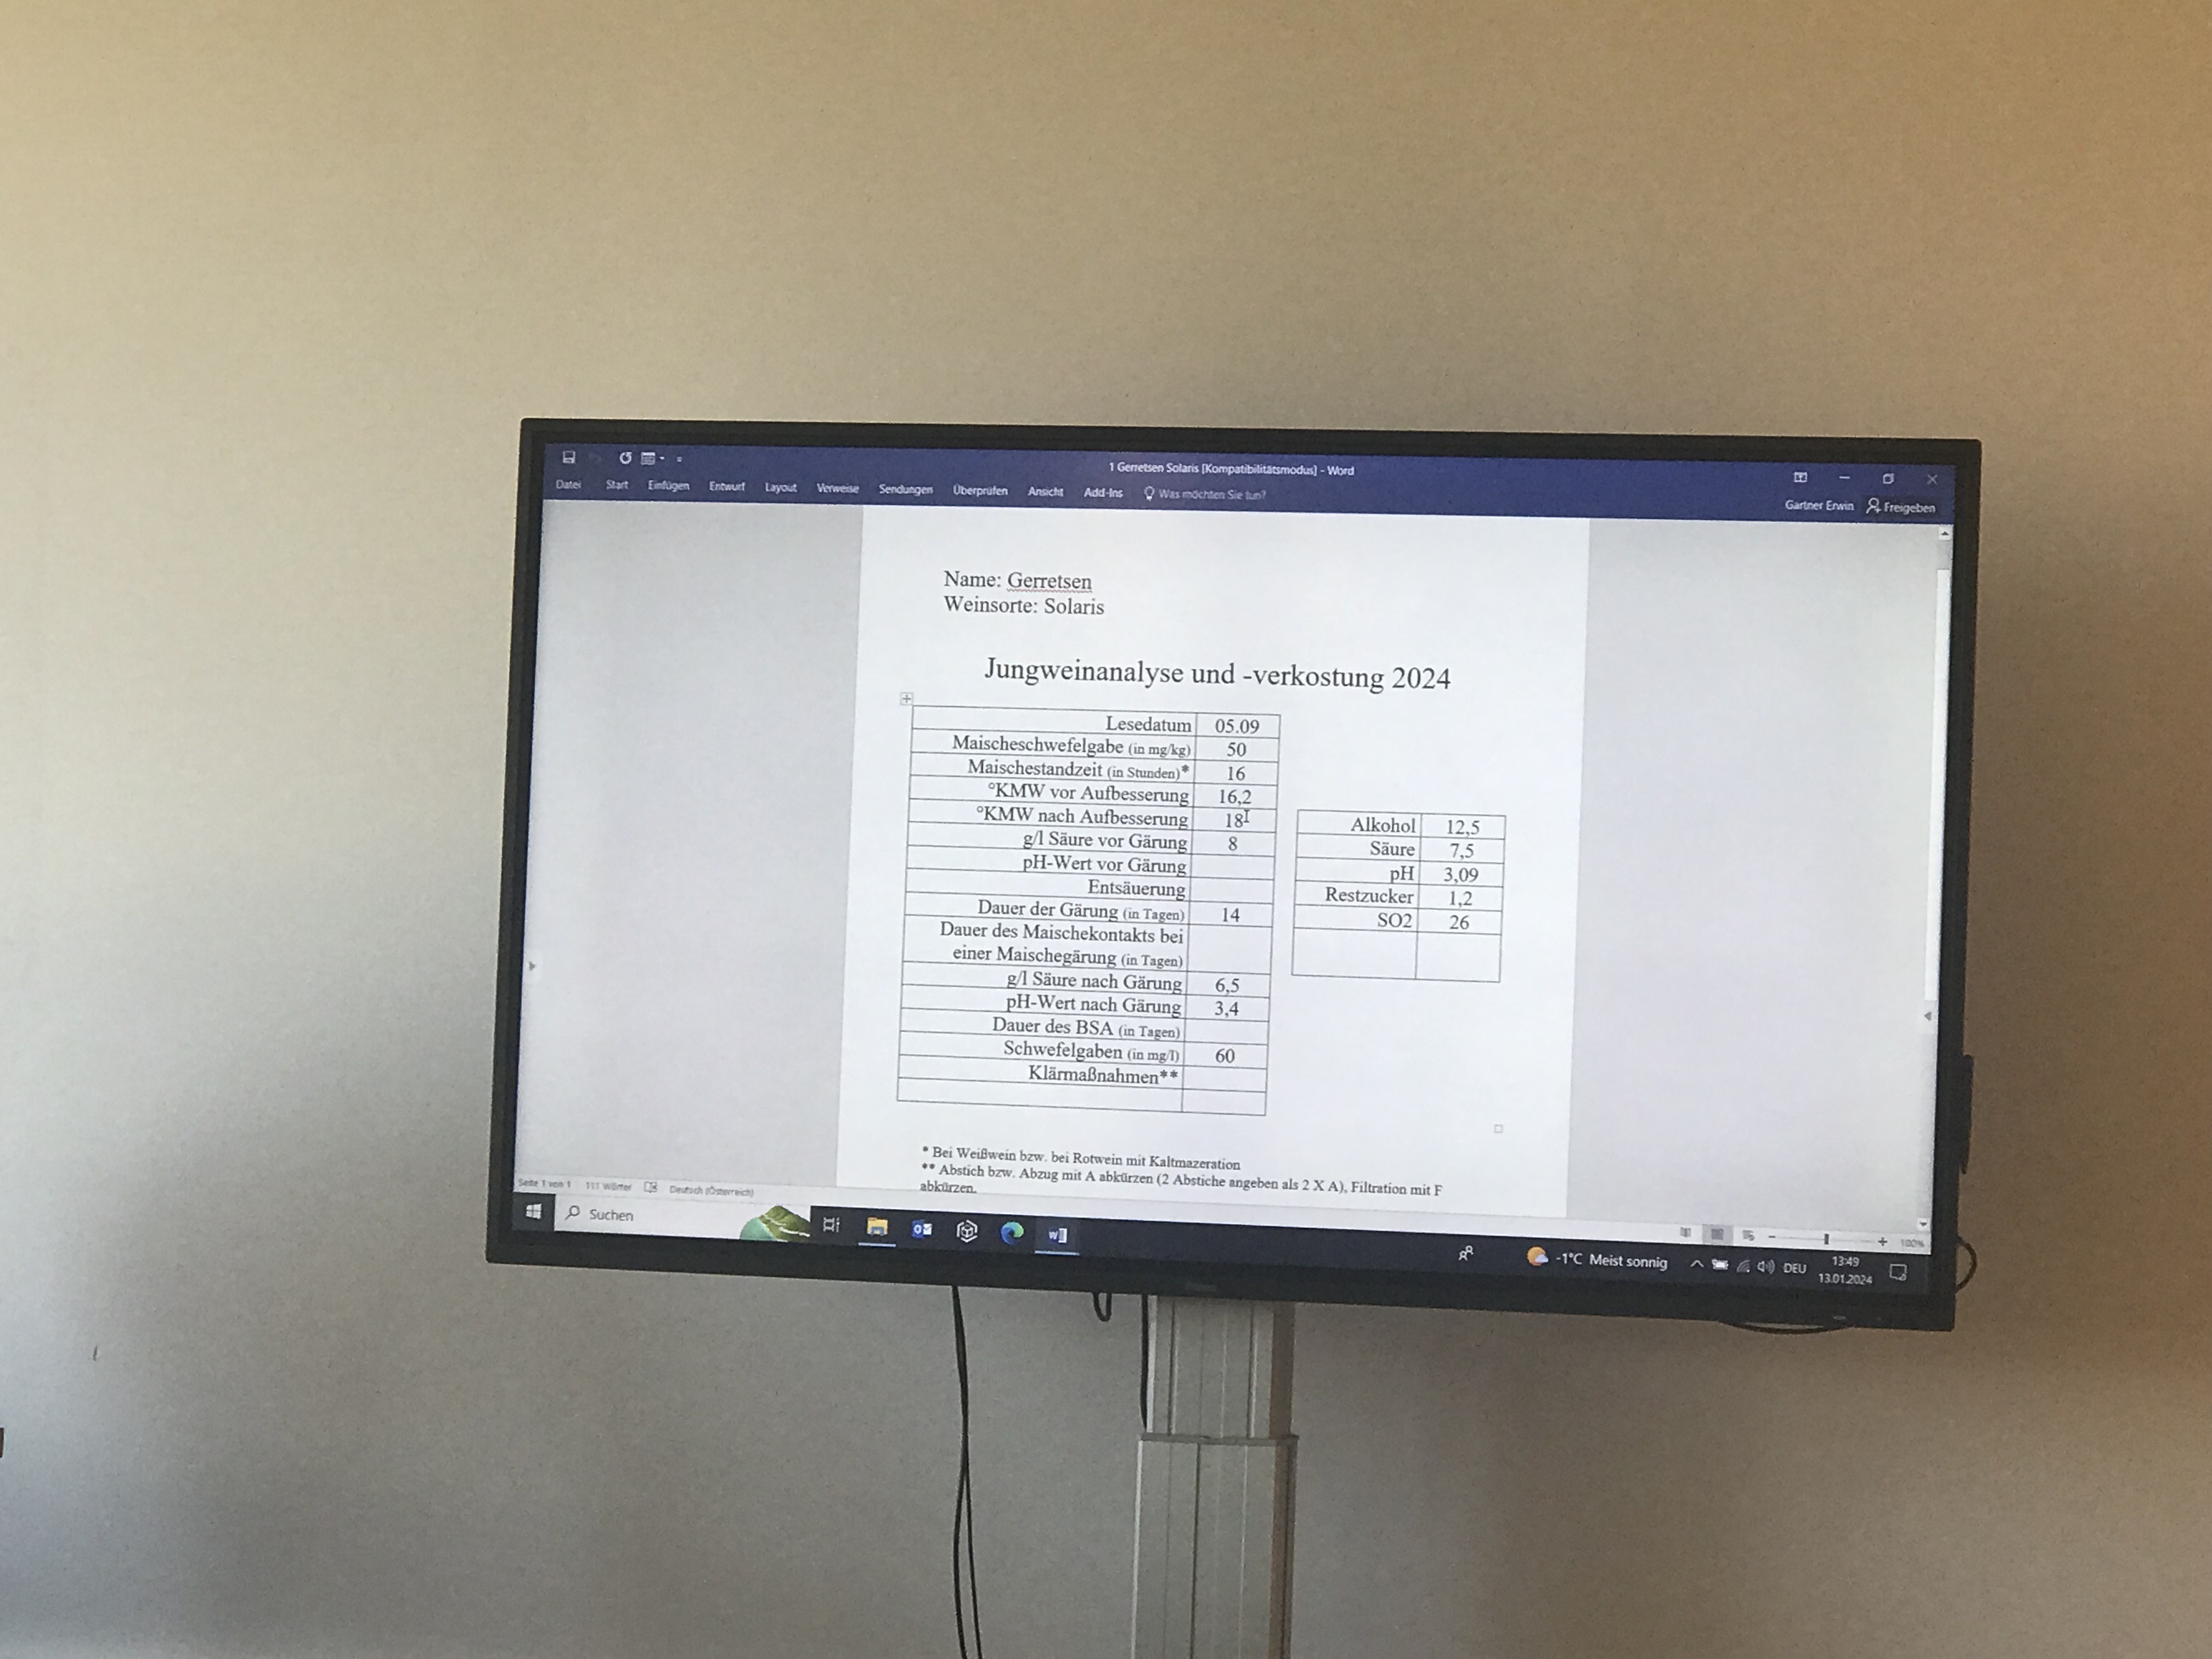 1 Gerretsen Solaris [Kompatibilitätsmodus] - Word
Datei Start Einfügen Entwurf Layout Verweise Sendungen Überprüfen Ansicht Add-Ins Was möchten Sie tun?
Gartner Erwin Freigeben
Name: Gerretsen
Weinsorte: Solaris
Jungweinanalyse und -verkostung 2024
Lesedatum 05.09
Maischeschwefelgabe (in mg/kg) 50
Maischestandzeit (in Stunden)* 16
°KMW vor Aufbesserung 16,2
°KMW nach Aufbesserung 18
g/l Säure vor Gärung 8
pH-Wert vor Gärung
Entsäuerung
Dauer der Gärung (in Tagen) 14
Dauer des Maischekontakts bei
einer Maischegärung (in Tagen)
g/l Säure nach Gärung 6,5
pH-Wert nach Gärung 3,4
Dauer des BSA (in Tagen)
Schwefelgaben (in mg/l) 60
Klärmaßnahmen**
Alkohol 12,5
Säure 7,5
pH 3,09
Restzucker 1,2
SO2 26
* Bei Weißwein bzw. bei Rotwein mit Kaltmazeration
** Abstich bzw. Abzug mit A abkürzen (2 Abstiche angeben als 2 X A), Filtration mit F
abkürzen.
Seite 1 von 1 111 Wörter Deutsch (Österreich)
100%
Suchen
-1°C Meist sonnig
DEU
13:49
13.01.2024